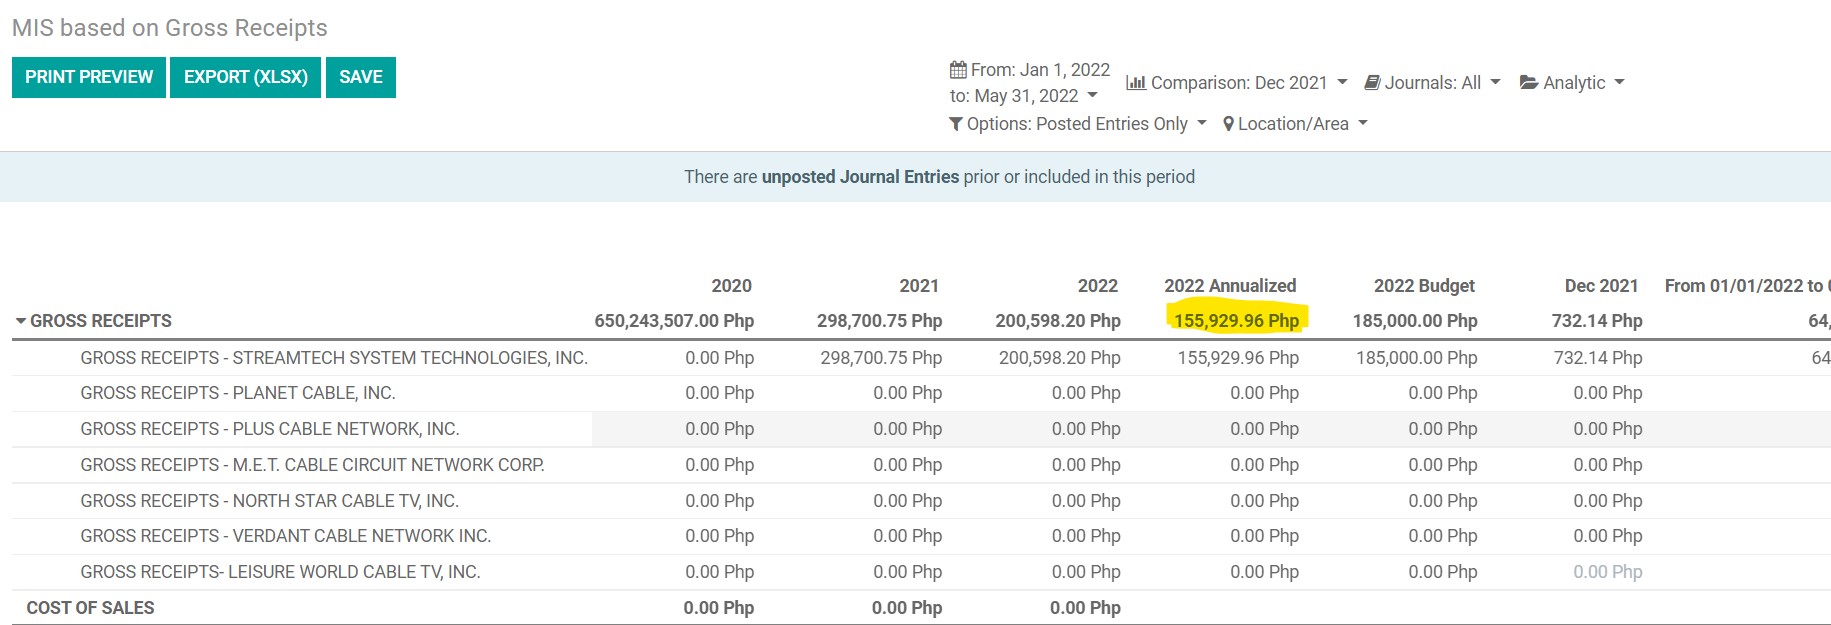 MIS based on Gross Receipts
PRINT PREVIEW EXPORT (XLSX) SAVE
From: Jan 1, 2022
to: May 31, 2022
Comparison: Dec 2021 Journals: All Analytic
Options: Posted Entries Only Location/Area
There are unposted Journal Entries prior or included in this period
2020 2021 2022 2022 Annualized 2022 Budget Dec 2021 From 01/01/2022 to
GROSS RECEIPTS 650,243,507.00 Php 298,700.75 Php 200,598.20 Php 155,929.96 Php 185,000.00 Php 732.14 Php 64,
GROSS RECEIPTS - STREAMTECH SYSTEM TECHNOLOGIES, INC. 0.00 Php 298,700.75 Php 200,598.20 Php 155,929.96 Php 185,000.00 Php 732.14 Php 64
GROSS RECEIPTS - PLANET CABLE, INC. 0.00 Php 0.00 Php 0.00 Php 0.00 Php 0.00 Php 0.00 Php
GROSS RECEIPTS - PLUS CABLE NETWORK, INC. 0.00 Php 0.00 Php 0.00 Php 0.00 Php 0.00 Php 0.00 Php
GROSS RECEIPTS - M.E.T. CABLE CIRCUIT NETWORK CORP. 0.00 Php 0.00 Php 0.00 Php 0.00 Php 0.00 Php 0.00 Php
GROSS RECEIPTS - NORTH STAR CABLE TV, INC. 0.00 Php 0.00 Php 0.00 Php 0.00 Php 0.00 Php 0.00 Php
GROSS RECEIPTS - VERDANT CABLE NETWORK INC. 0.00 Php 0.00 Php 0.00 Php 0.00 Php 0.00 Php 0.00 Php
GROSS RECEIPTS- LEISURE WORLD CABLE TV, INC. 0.00 Php 0.00 Php 0.00 Php 0.00 Php 0.00 Php 0.00 Php
COST OF SALES 0.00 Php 0.00 Php 0.00 Php